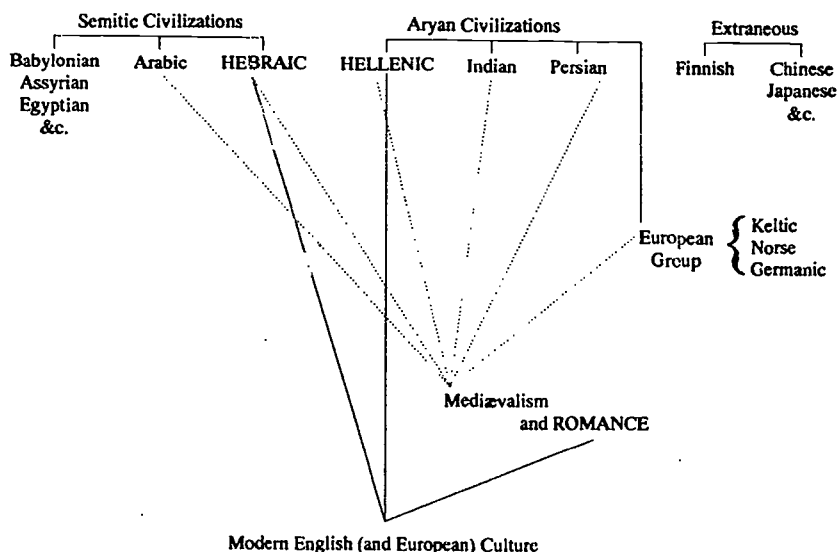 Semitic Civilizations
Aryan Civilizations
Extraneous
Babylonian
Assyrian
Egyptian
&c.
Arabic
HEBRAIC
HELLENIC
Indian
Persian
Finnish
Chinese
Japanese
&c.
European
Group
Keltic
Norse
Germanic
Mediævalism
and ROMANCE
Modern English (and European) Culture